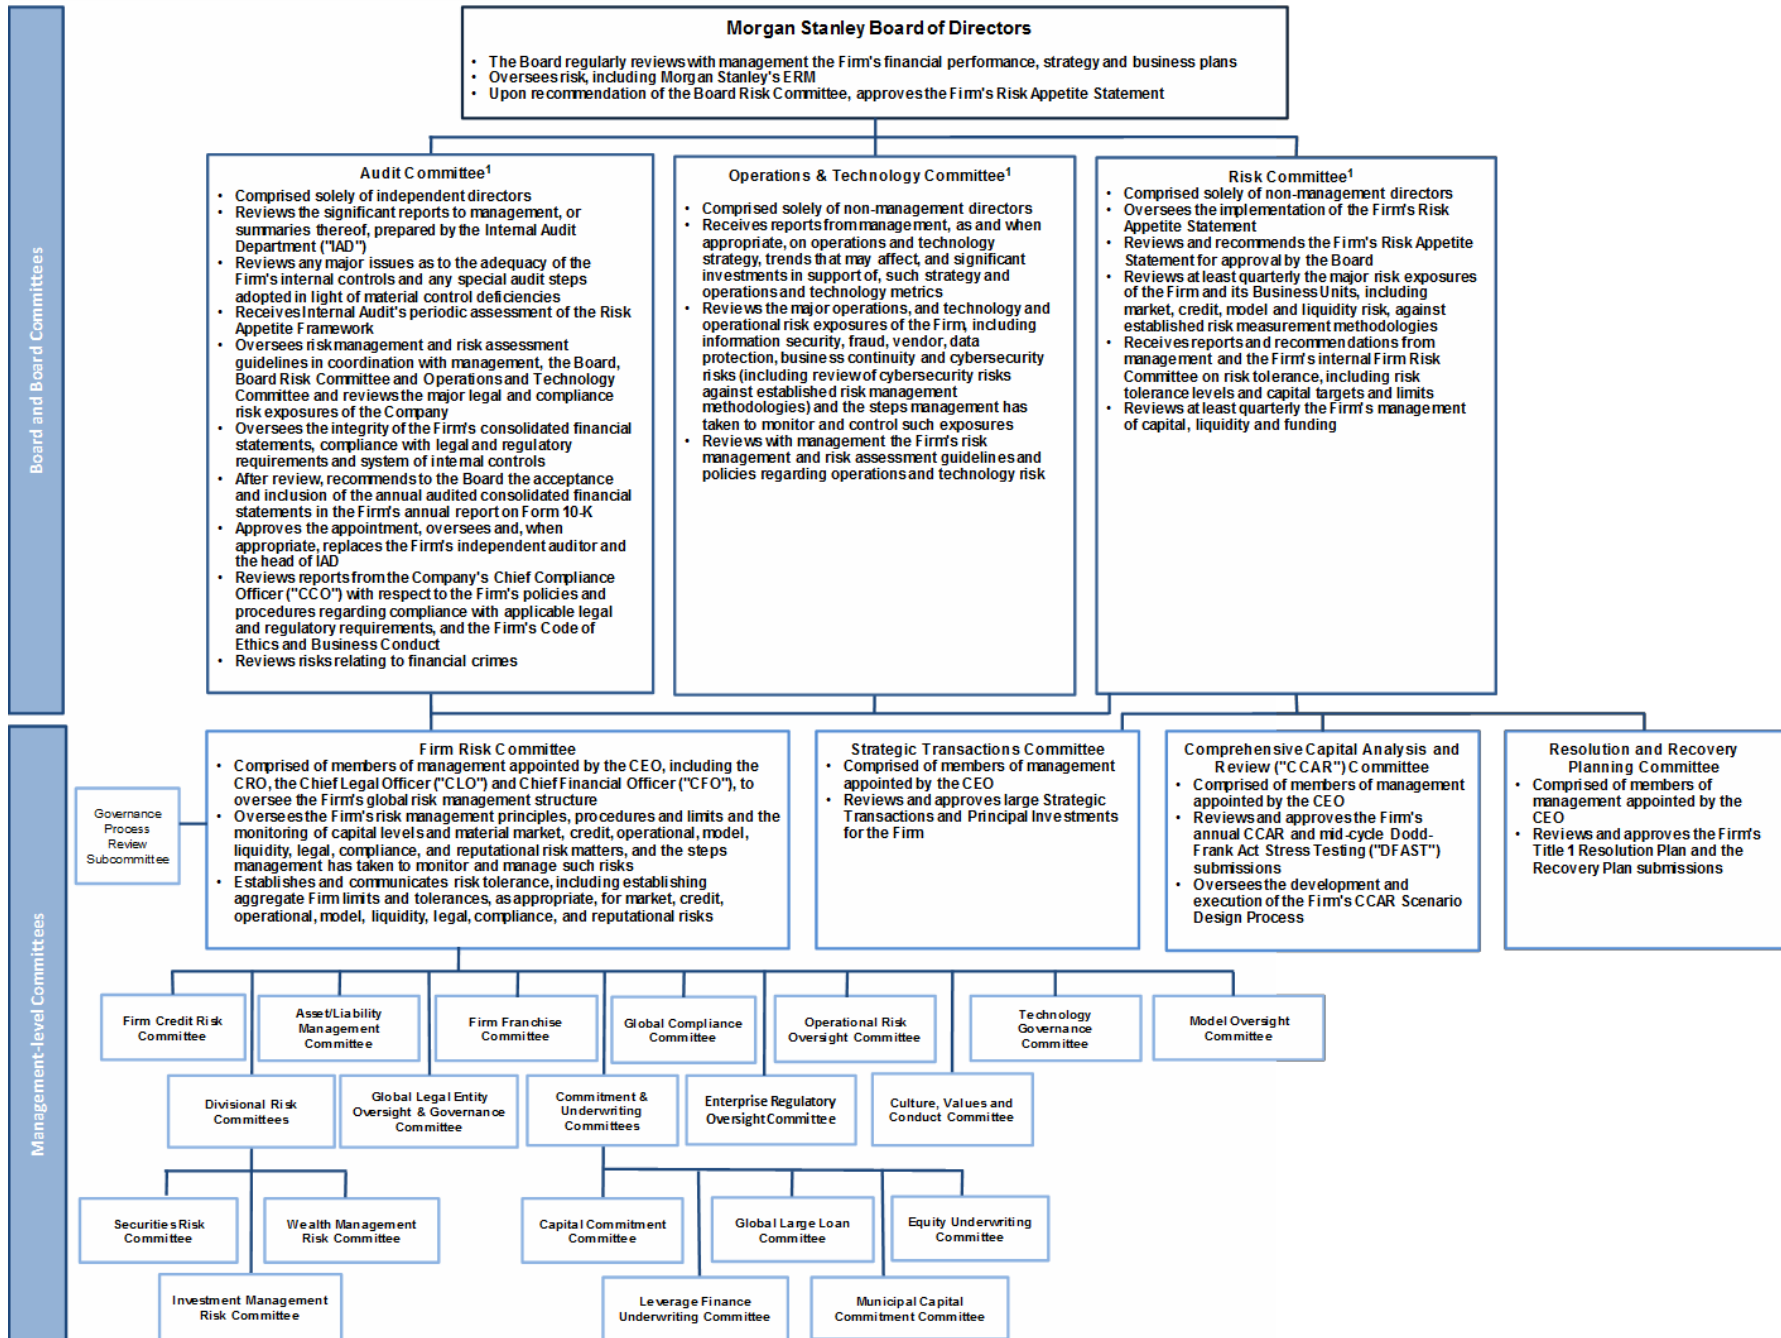 Morgan Stanley Board of Directors
• The Board regularly reviews with management the Firm's financial performance, strategy and business plans
• Oversees risk, including Morgan Stanley's ERM
• Upon recommendation of the Board Risk Committee, approves the Firm's Risk Appetite Statement
Board and Board Committees
Audit Committee1
• Comprised solely of independent directors
• Reviews the significant reports to management, or
summaries thereof, prepared by the Internal Audit
Department ("IAD")
• Reviews any major issues as to the adequacy of the
Firm's internal controls and any special audit steps
adopted in light of material control deficiencies
• Receives Internal Audit's periodic assessment of the Risk
Appetite Framework
• Oversees risk management and risk assessment
guidelines in coordination with management, the Board,
Board Risk Committee and Operations and Technology
Committee and reviews the major legal and compliance
risk exposures of the Company
• Oversees the integrity of the Firm's consolidated financial
statements, compliance with legal and regulatory
requirements and system of internal controls
• After review, recommends to the Board the acceptance
and inclusion of the annual audited consolidated financial
statements in the Firm's annual report on Form 10-K
• Approves the appointment, oversees and, when
appropriate, replaces the Firm's independent auditor and
the head of IAD
• Reviews reports from the Company's Chief Compliance
Officer ("CCO") with respect to the Firm's policies and
procedures regarding compliance with applicable legal
and regulatory requirements, and the Firm's Code of
Ethics and Business Conduct
• Reviews risks relating to financial crimes
Operations & Technology Committee1
• Comprised solely of non-management directors
• Receives reports from management, as and when
appropriate, on operations and technology
strategy, trends that may affect, and significant
investments in support of, such strategy and
operations and technology metrics
• Reviews the major operations, and technology and
operational risk exposures of the Firm, including
information security, fraud, vendor, data
protection, business continuity and cybersecurity
risks (including review of cybersecurity risks
against established risk management
methodologies) and the steps management has
taken to monitor and control such exposures
• Reviews with management the Firm's risk
management and risk assessment guidelines and
policies regarding operations and technology risk
Risk Committee1
• Comprised solely of non-management directors
• Oversees the implementation of the Firm's Risk
Appetite Statement
• Reviews and recommends the Firm's Risk Appetite
Statement for approval by the Board
• Reviews at least quarterly the major risk exposures
of the Firm and its Business Units, including
market, credit, model and liquidity risk, against
established risk measurement methodologies
• Receives reports and recommendations from
management and the Firm's internal Firm Risk
Committee on risk tolerance, including risk
tolerance levels and capital targets and limits
• Reviews at least quarterly the Firm's management
of capital, liquidity and funding
Management-level Committees
Governance
Process
Review
Subcommittee
Firm Risk Committee
• Comprised of members of management appointed by the CEO, including the
CRO, the Chief Legal Officer ("CLO") and Chief Financial Officer ("CFO"), to
oversee the Firm's global risk management structure
• Oversees the Firm's risk management principles, procedures and limits and the
monitoring of capital levels and material market, credit, operational, model,
liquidity, legal, compliance, and reputational risk matters, and the steps
management has taken to monitor and manage such risks
• Establishes and communicates risk tolerance, including establishing
aggregate Firm limits and tolerances, as appropriate, for market, credit,
operational, model, liquidity, legal, compliance, and reputational risks
Strategic Transactions Committee
• Comprised of members of management
appointed by the CEO
• Reviews and approves large Strategic
Transactions and Principal Investments
for the Firm
Comprehensive Capital Analysis and
Review ("CCAR") Committee
• Comprised of members of management
appointed by the CEO
• Reviews and approves the Firm's
annual CCAR and mid-cycle Dodd-
Frank Act Stress Testing ("DFAST")
submissions
• Oversees the development and
execution of the Firm's CCAR Scenario
Design Process
Resolution and Recovery
Planning Committee
• Comprised of members of
management appointed by the
CEO
• Reviews and approves the Firm's
Title 1 Resolution Plan and the
Recovery Plan submissions
Firm Credit Risk
Committee
Asset/Liability
Management
Committee
Firm Franchise
Committee
Global Compliance
Committee
Operational Risk
Oversight Committee
Technology
Governance
Committee
Model Oversight
Committee
Divisional Risk
Committees
Global Legal Entity
Oversight & Governance
Committee
Commitment &
Underwriting
Committees
Enterprise Regulatory
Oversight Committee
Culture, Values and
Conduct Committee
Securities Risk
Committee
Wealth Management
Risk Committee
Capital Commitment
Committee
Global Large Loan
Committee
Equity Underwriting
Committee
Investment Management
Risk Committee
Leverage Finance
Underwriting Committee
Municipal Capital
Commitment Committee